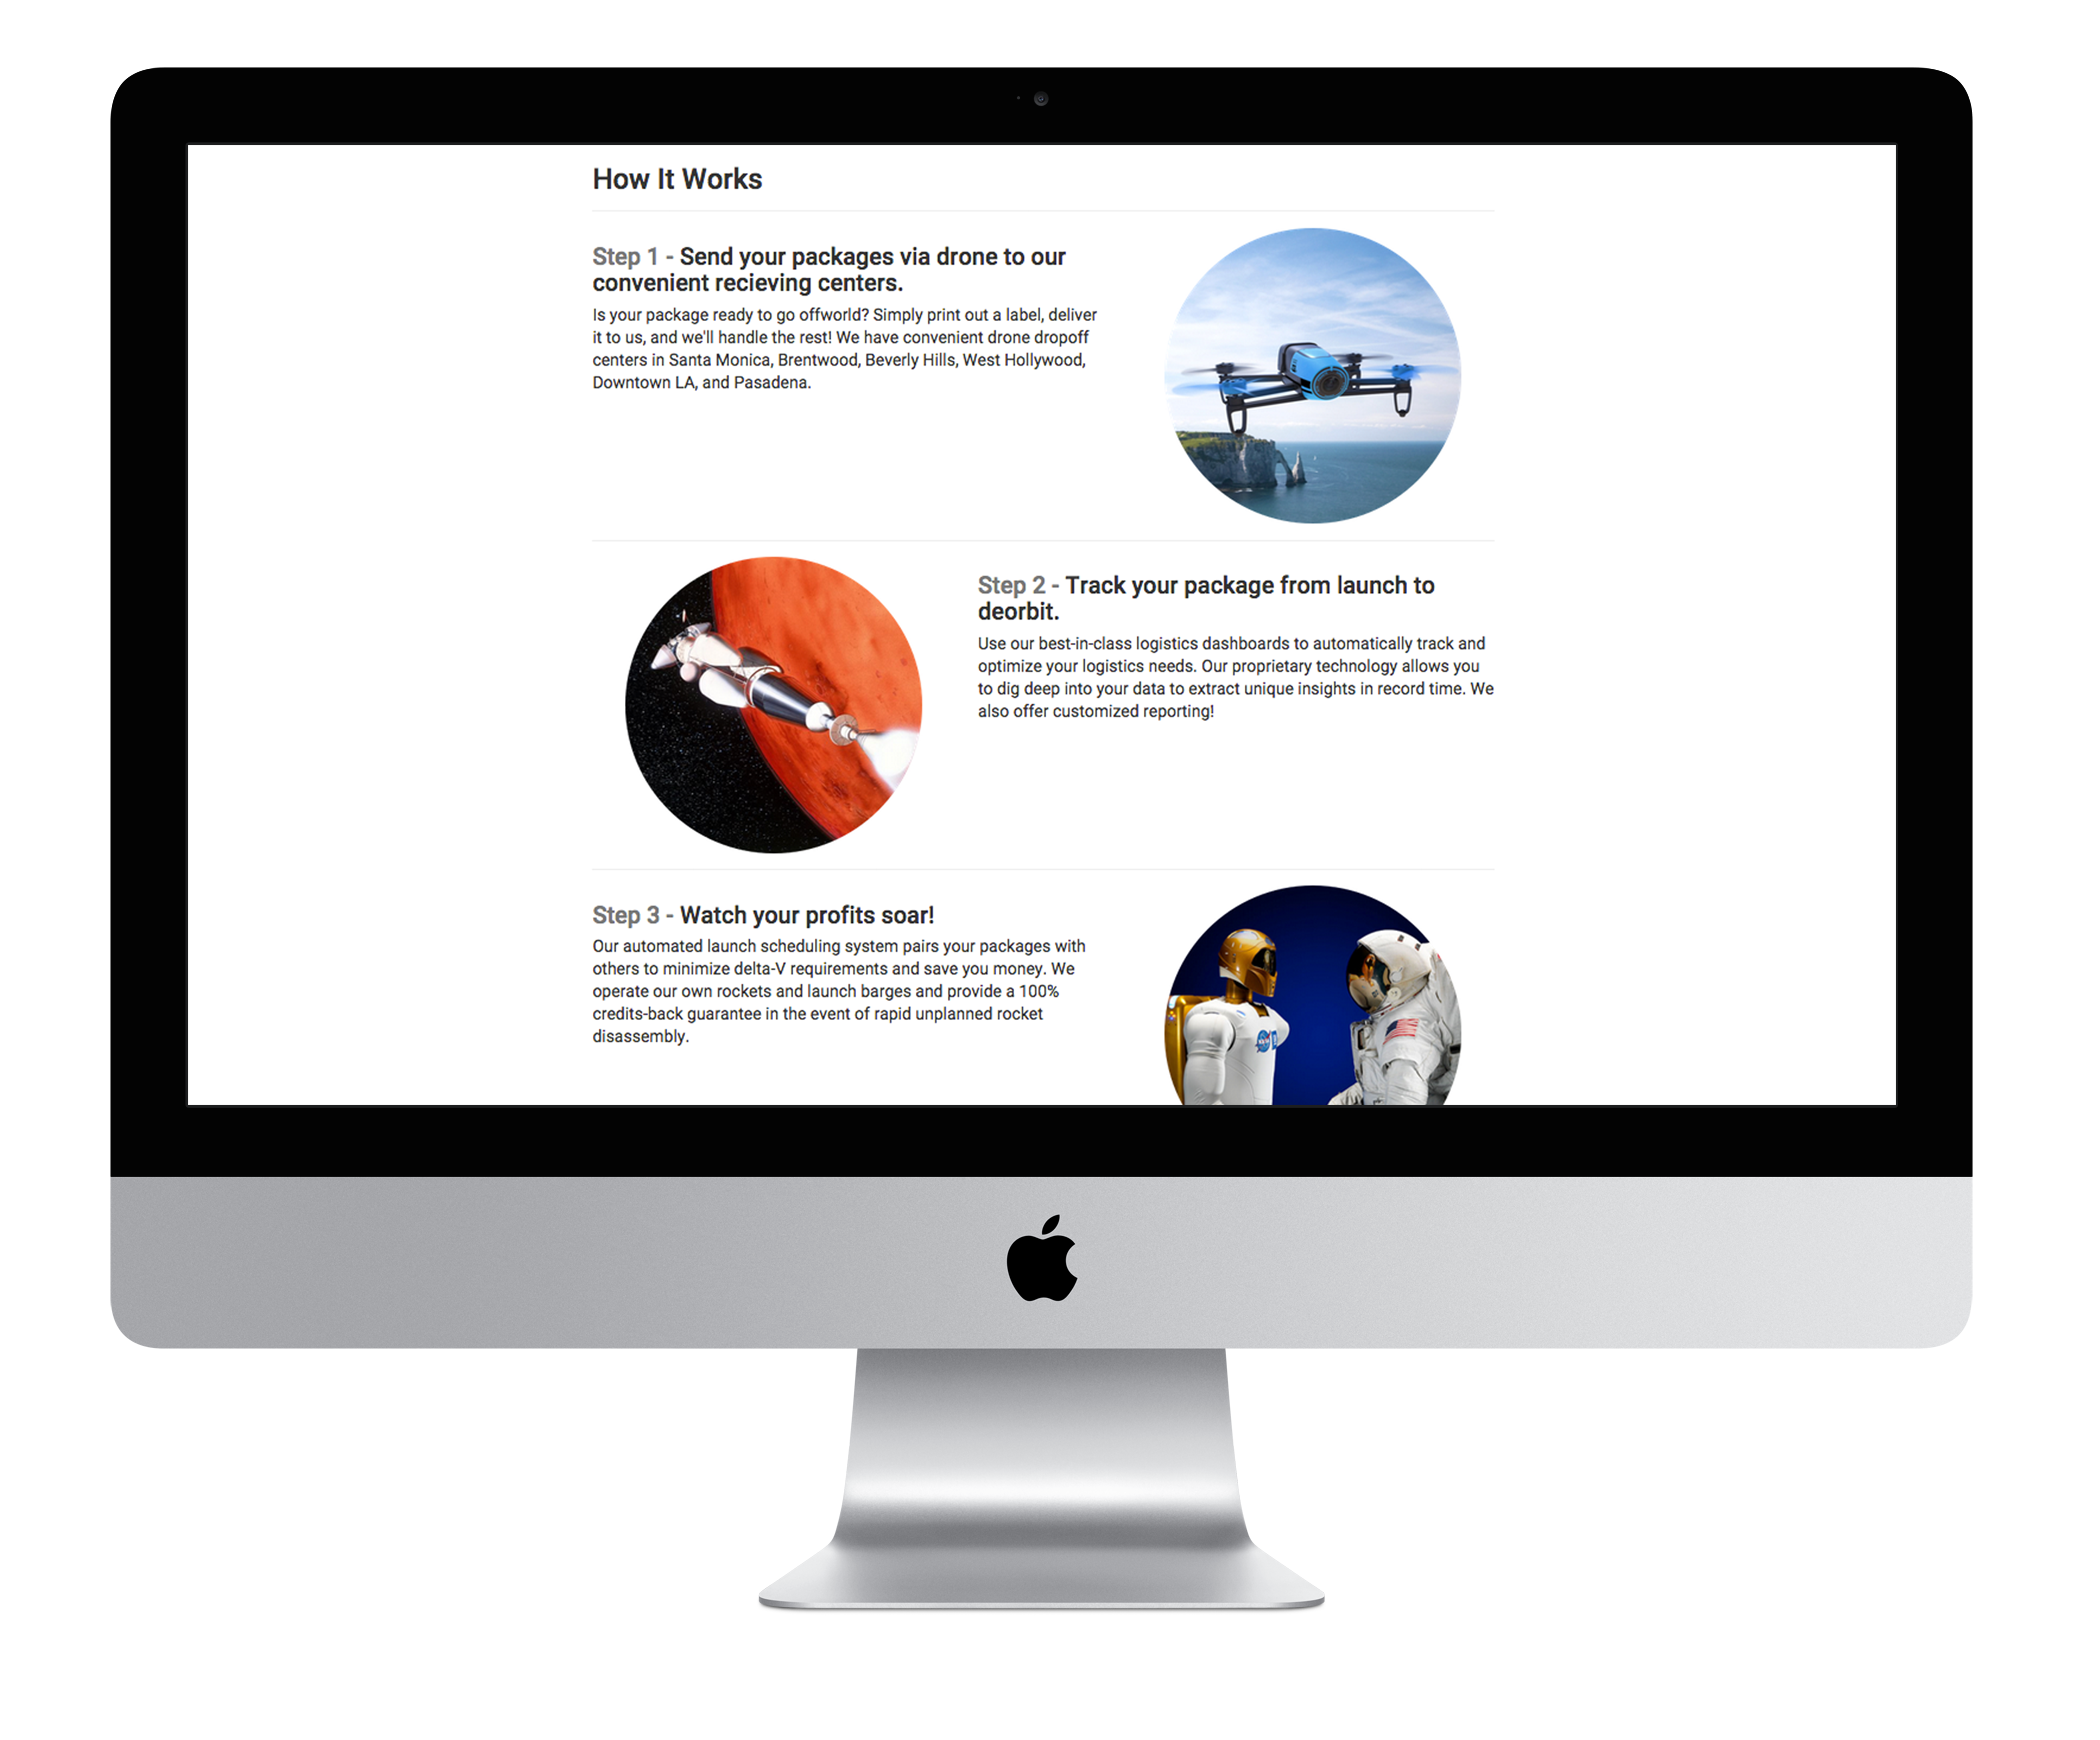 How It Works
Step 1 - Send your packages via drone to our
convenient recieving centers.
Is your package ready to go offworld? Simply print out a label, deliver
it to us, and we'll handle the rest! We have convenient drone dropoff
centers in Santa Monica, Brentwood, Beverly Hills, West Hollywood,
Downtown LA, and Pasadena.
Step 2 - Track your package from launch to
deorbit.
Use our best-in-class logistics dashboards to automatically track and
optimize your logistics needs. Our proprietary technology allows you
to dig deep into your data to extract unique insights in record time. We
also offer customized reporting!
Step 3 - Watch your profits soar!
Our automated launch scheduling system pairs your packages with
others to minimize delta-V requirements and save you money. We
operate our own rockets and launch barges and provide a 100%
credits-back guarantee in the event of rapid unplanned rocket
disassembly.